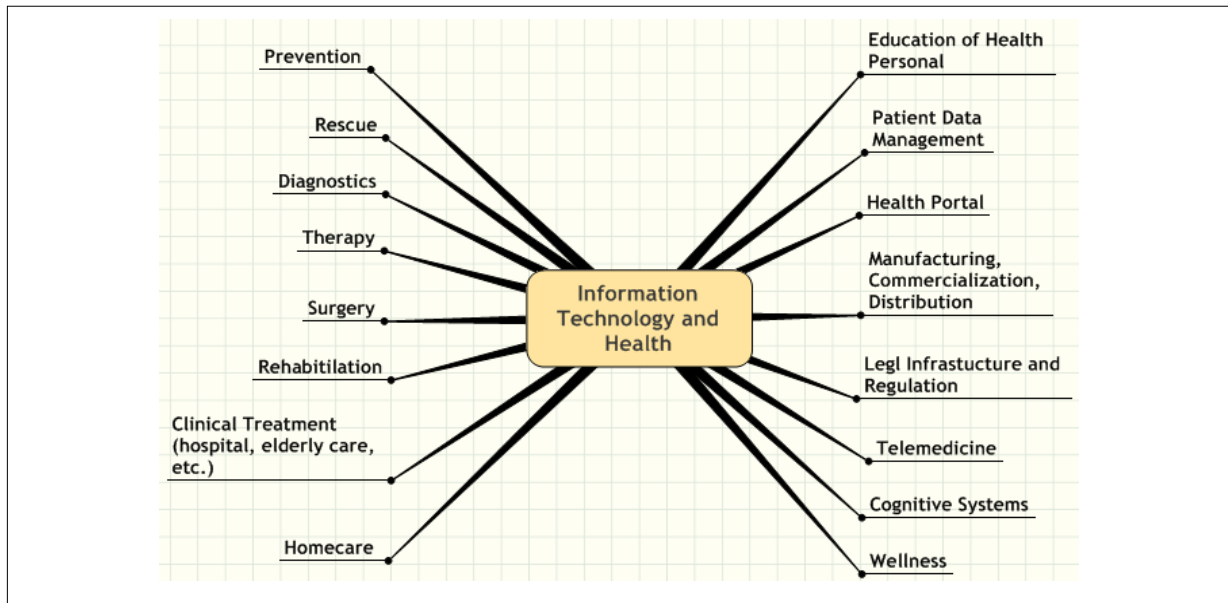 Prevention
Rescue
Diagnostics
Therapy
Surgery
Rehabitilation
Clinical Treatment
(hospital, elderly care,
etc.)
Homecare
Information
Technology and
Health
Education of Health
Personal
Patient Data
Management
Health Portal
Manufacturing,
Commercialization,
Distribution
Legl Infrastucture and
Regulation
Telemedicine
Cognitive Systems
Wellness